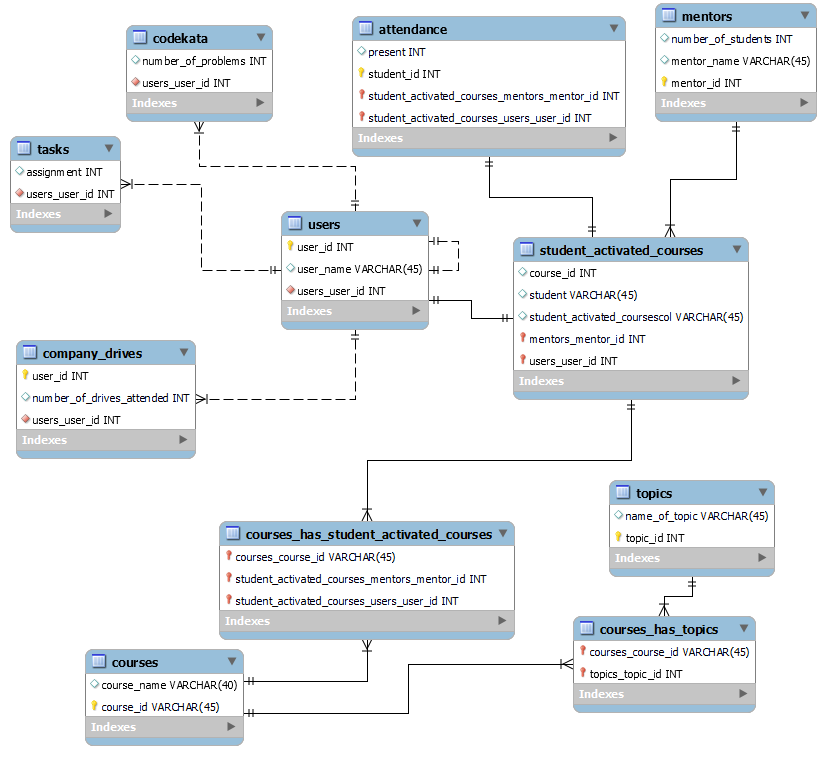 codekata
number_of_problems INT
users_user_id INT
Indexes
attendance
present INT
student_id INT
student_activated_courses_mentors_mentor_id INT
student_activated_courses_users_user_id INT
Indexes
mentors
number_of_students INT
mentor_name VARCHAR(45)
mentor_id INT
Indexes
tasks
assignment INT
users_user_id INT
Indexes
users
user_id INT
user_name VARCHAR(45)
users_user_id INT
Indexes
student_activated_courses
course_id INT
student VARCHAR(45)
student_activated_coursescol VARCHAR(45)
mentors_mentor_id INT
users_user_id INT
Indexes
company_drives
user_id INT
number_of_drives_attended INT
users_user_id INT
Indexes
topics
name_of_topic VARCHAR(45)
topic_id INT
Indexes
courses_has_student_activated_courses
courses_course_id VARCHAR(45)
student_activated_courses_mentors_mentor_id INT
student_activated_courses_users_user_id INT
Indexes
courses_has_topics
courses_course_id VARCHAR(45)
topics_topic_id INT
Indexes
courses
course_name VARCHAR(40)
course_id VARCHAR(45)
Indexes